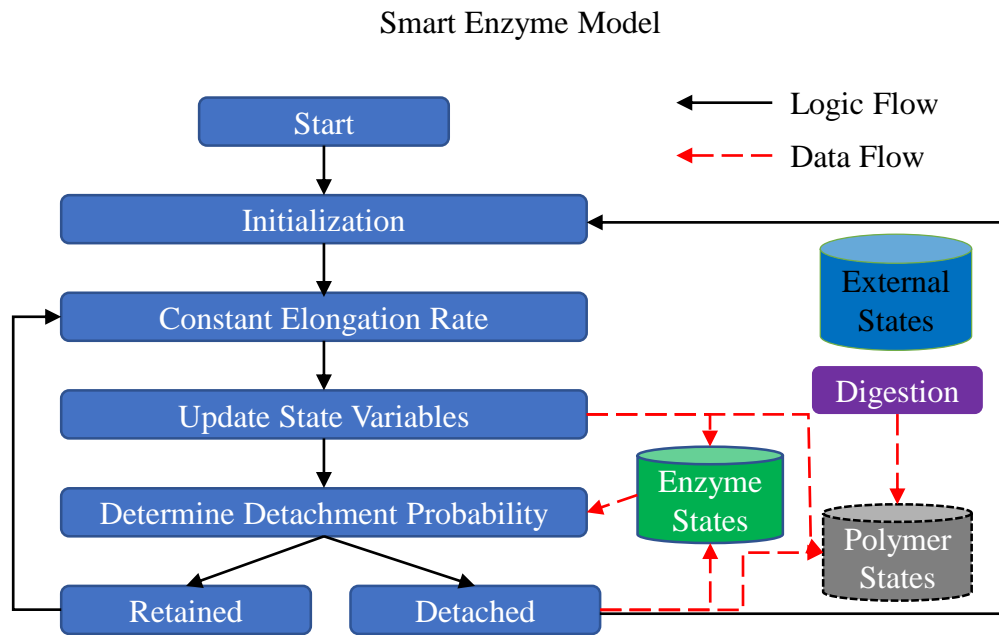 Smart Enzyme Model
Start
Logic Flow
Data Flow
Initialization
External
States
Constant Elongation Rate
Digestion
Update State Variables
Enzyme
States
Determine Detachment Probability
Polymer
States
Retained
Detached